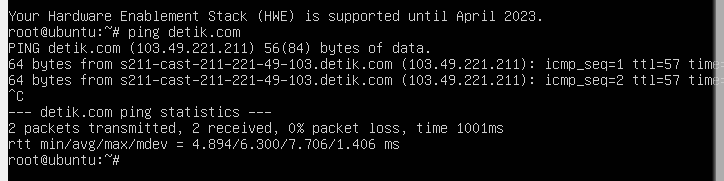 Your Hardware Enablement Stack (HWE) is supported until April 2023.
root@ubuntu:~# ping detik.com
PING detik.com (103.49.221.211) 56(84) bytes of data.
64 bytes from s211-cast-211-221-49-103.detik.com (103.49.221.211): icmp_seq=1 ttl=57 time=
64 bytes from s211-cast-211-221-49-103.detik.com (103.49.221.211): icmp_seq=2 ttl=57 time=
^C
--- detik.com ping statistics ---
2 packets transmitted, 2 received, 0% packet loss, time 1001ms
rtt min/avg/max/mdev = 4.894/6.300/7.706/1.406 ms
root@ubuntu:~#